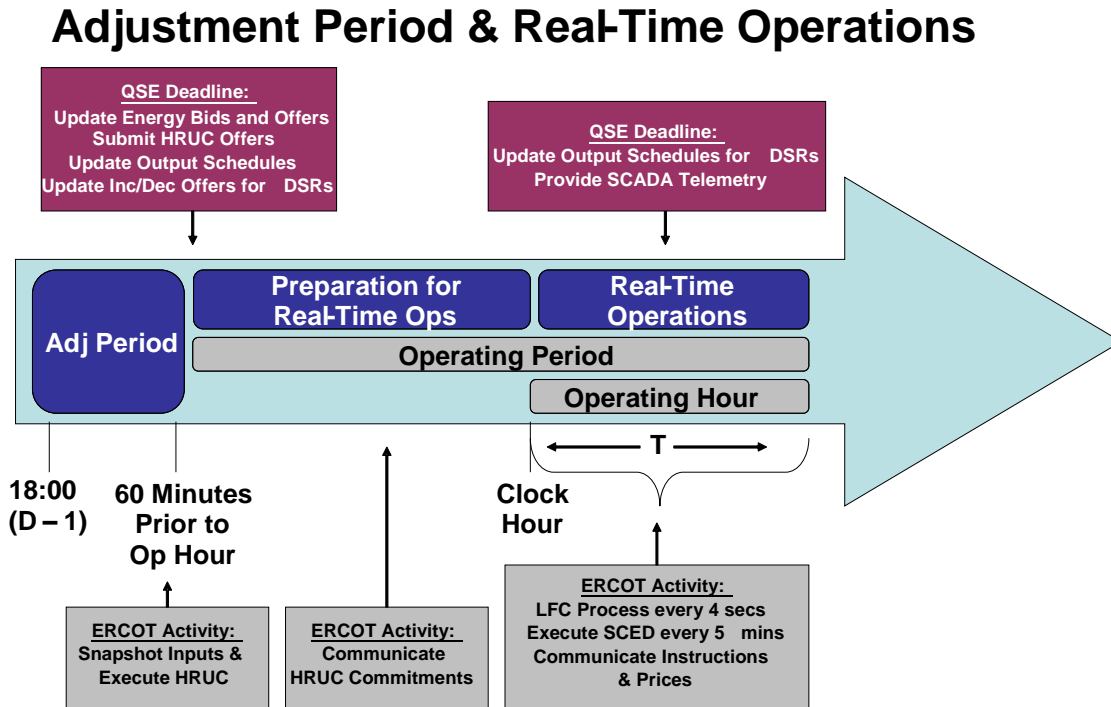 Adjustment Period & Real-Time Operations
QSE Deadline:
Update Energy Bids and Offers
Submit HRUC Offers
Update Output Schedules
Update Inc/Dec Offers for DSRs
QSE Deadline:
Update Output Schedules for DSRs
Provide SCADA Telemetry
Adj Period
Preparation for
Real-Time Ops
Real-Time
Operations
Operating Period
Operating Hour
T
18:00
(D – 1)
60 Minutes
Prior to
Op Hour
Clock
Hour
ERCOT Activity:
Snapshot Inputs &
Execute HRUC
ERCOT Activity:
Communicate
HRUC Commitments
ERCOT Activity:
LFC Process every 4 secs
Execute SCED every 5 mins
Communicate Instructions
& Prices